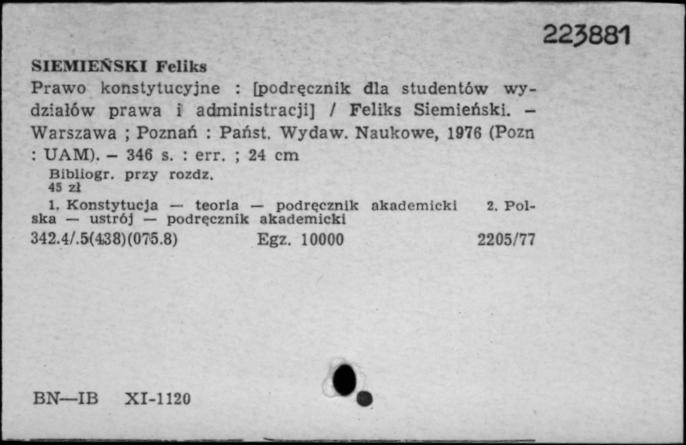 223881
SIEMIEŃSKI Feliks
Prawo konstytucyjne : [podręcznik dla studentów wy-
działów prawa i administracji] / Feliks Siemieński. —
Warszawa ; Poznań : Państ. Wydaw. Naukowe, 1976 (Pozn
: UAM). — 346 s. : err. ; 24 cm
Bibliogr. przy rozdz.
45 zł
1. Konstytucja — teoria — podręcznik akademicki 2. Pol-
ska — ustrój — podręcznik akademicki
342.4/.5(438)(075.8) Egz. 10000 2205/77
BN—IB XI-1120